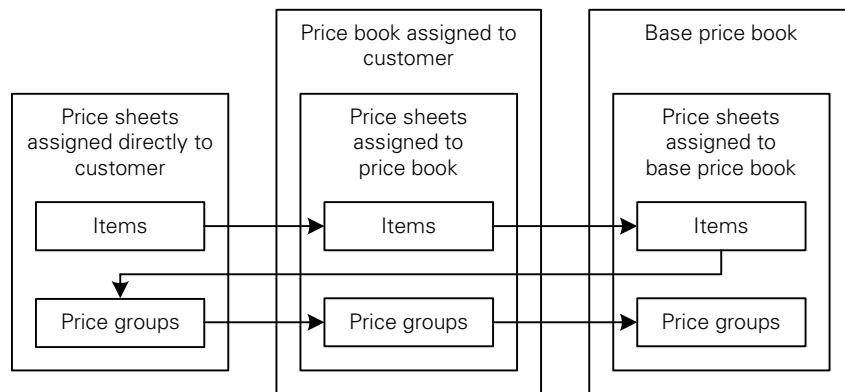 Price book assigned to
customer
Base price book
Price sheets
assigned directly to
customer
Price sheets
assigned to
price book
Price sheets
assigned to
base price book
Items
Items
Items
Price groups
Price groups
Price groups